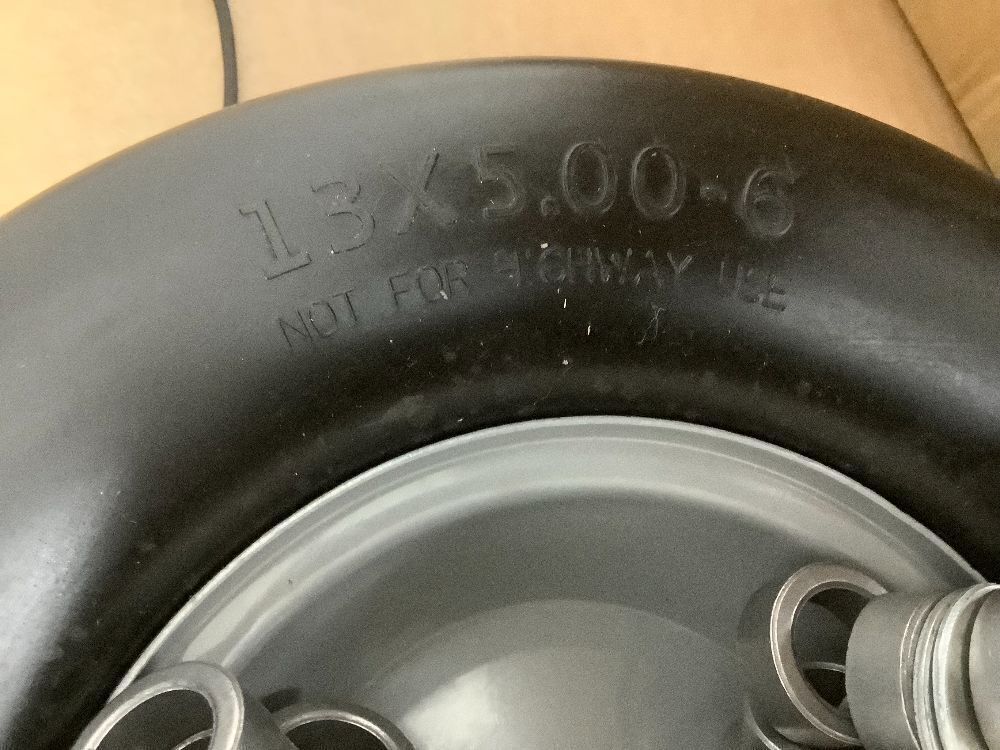 13X5.00-6
NOT FOR HIGHWAY USE